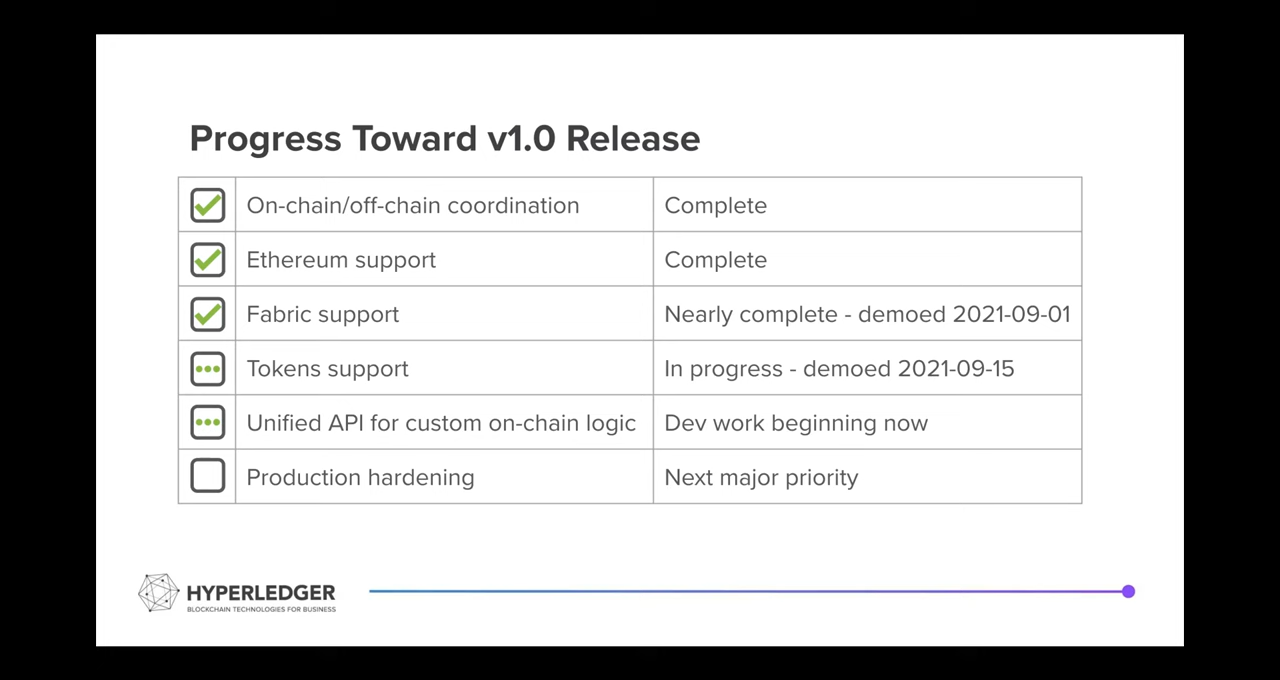 Progress Toward v1.0 Release
On-chain/off-chain coordination Complete
Ethereum support Complete
Fabric support Nearly complete - demoed 2021-09-01
Tokens support In progress - demoed 2021-09-15
Unified API for custom on-chain logic Dev work beginning now
Production hardening Next major priority
HYPERLEDGER
BLOCKCHAIN TECHNOLOGIES FOR BUSINESS